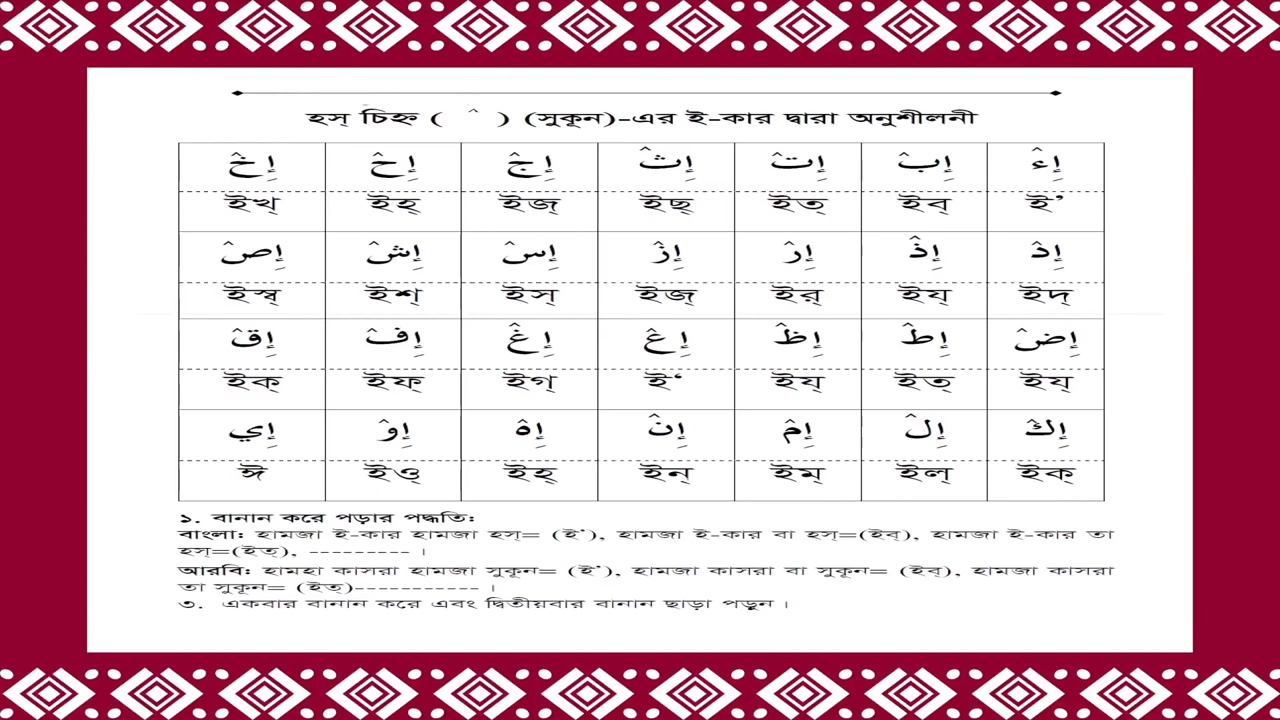 হস্ চিহ্ন ( ٛ ) (সুকূন)-এর ই-কার দ্বারা অনুশীলনী
إِءْ إِبْ إِتْ إِثْ إِجْ إِحْ إِخْ
ইখ্ ইহ্ ইজ্ ইছ্ ইত্ ইব্ ই’
إِدْ إِذْ إِرْ إِزْ إِسْ إِشْ إِصْ
ইস্ব্ ইশ্ ইস্ ইজ্ ইর্ ইয্ ইদ্
إِضْ إِطْ إِظْ إِعْ إِغْ إِفْ إِقْ
ইক্ ইফ্ ইগ্ ই‘ ইয্ ইত্ ইয্
إِكْ إِلْ إِمْ إِنْ إِهْ إِوْ إِي
ঈ ইও্ ইহ্ ইন্ ইম্ ইল্ ইক্
১. বানান করে পড়ার পদ্ধতি:
বাংলা: হামজা ই-কার হামজা হস্= (ই’), হামজা ই-কার বা হস্=(ইব্), হামজা ই-কার তা
হস্=(ইত্), --------- ।
আরবি: হামহা কাসরা হামজা সুকূন= (ই’), হামজা কাসরা বা সুকূন= (ইব্), হামজা কাসরা
তা সুকূন= (ইত্)----------- ।
৩. একবার বানান করে এবং দ্বিতীয়বার বানান ছাড়া পড়ুন ।